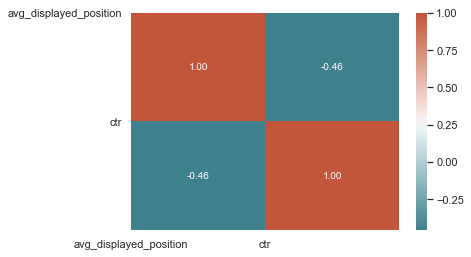 avg_displayed_position
1.00
-0.46
ctr
-0.46
1.00
avg_displayed_position
ctr
1.00
0.75
0.50
0.25
0.00
−0.25